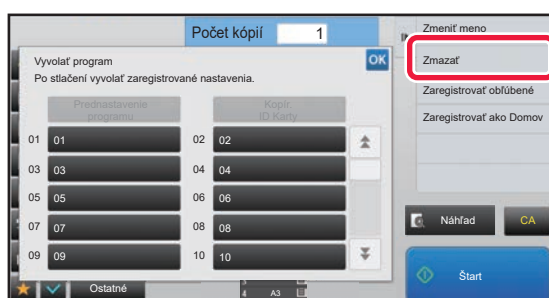 Počet kópií 1
Vyvolať program
OK
Po stlačení vyvolať zaregistrované nastavenia.
Prednastavenie
programu
Kopír.
ID Karty
01 01
02 02
03 03
04 04
05 05
06 06
07 07
08 08
09 09
10 10
Ostatné
A3
Zmeniť meno
Zmazať
Zaregistrovať obľúbené
Zaregistrovať ako Domov
Náhľad
CA
Štart